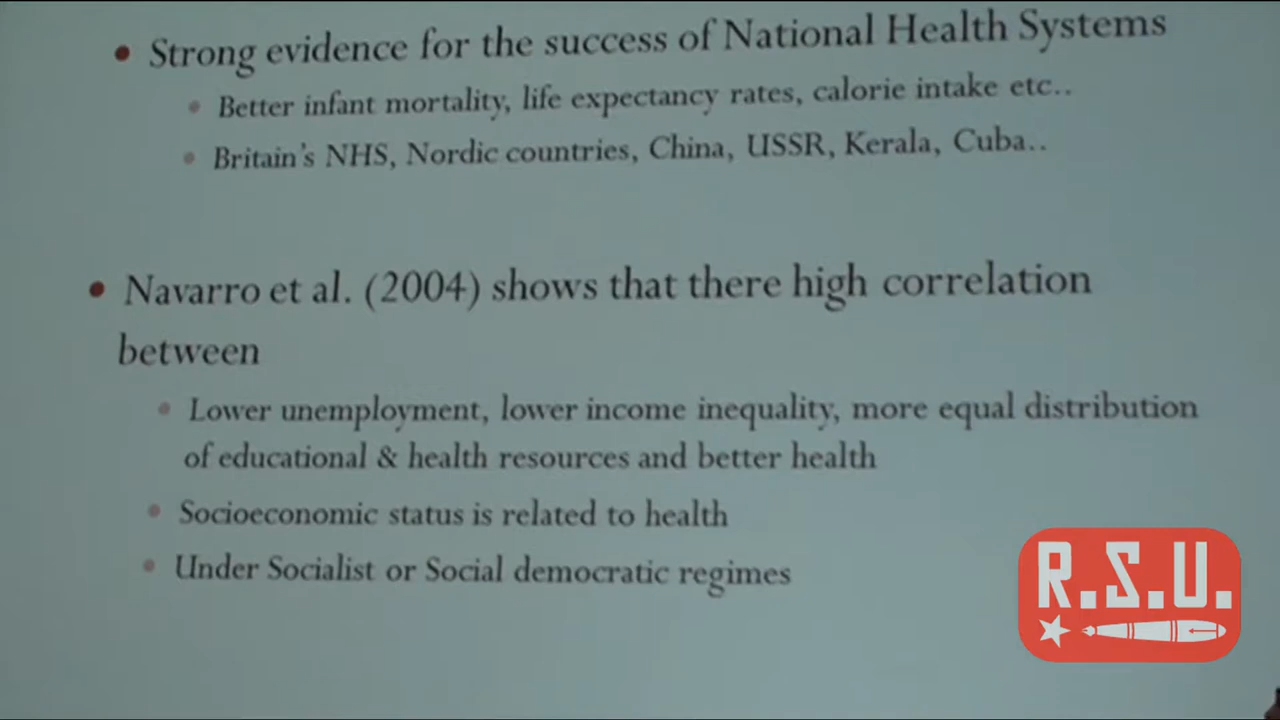 • Strong evidence for the success of National Health Systems
• Better infant mortality, life expectancy rates, calorie intake etc..
• Britain's NHS, Nordic countries, China, USSR, Kerala, Cuba..
• Navarro et al. (2004) shows that there high correlation
between
• Lower unemployment, lower income inequality, more equal distribution
of educational & health resources and better health
• Socioeconomic status is related to health
• Under Socialist or Social democratic regimes
R.S.U.